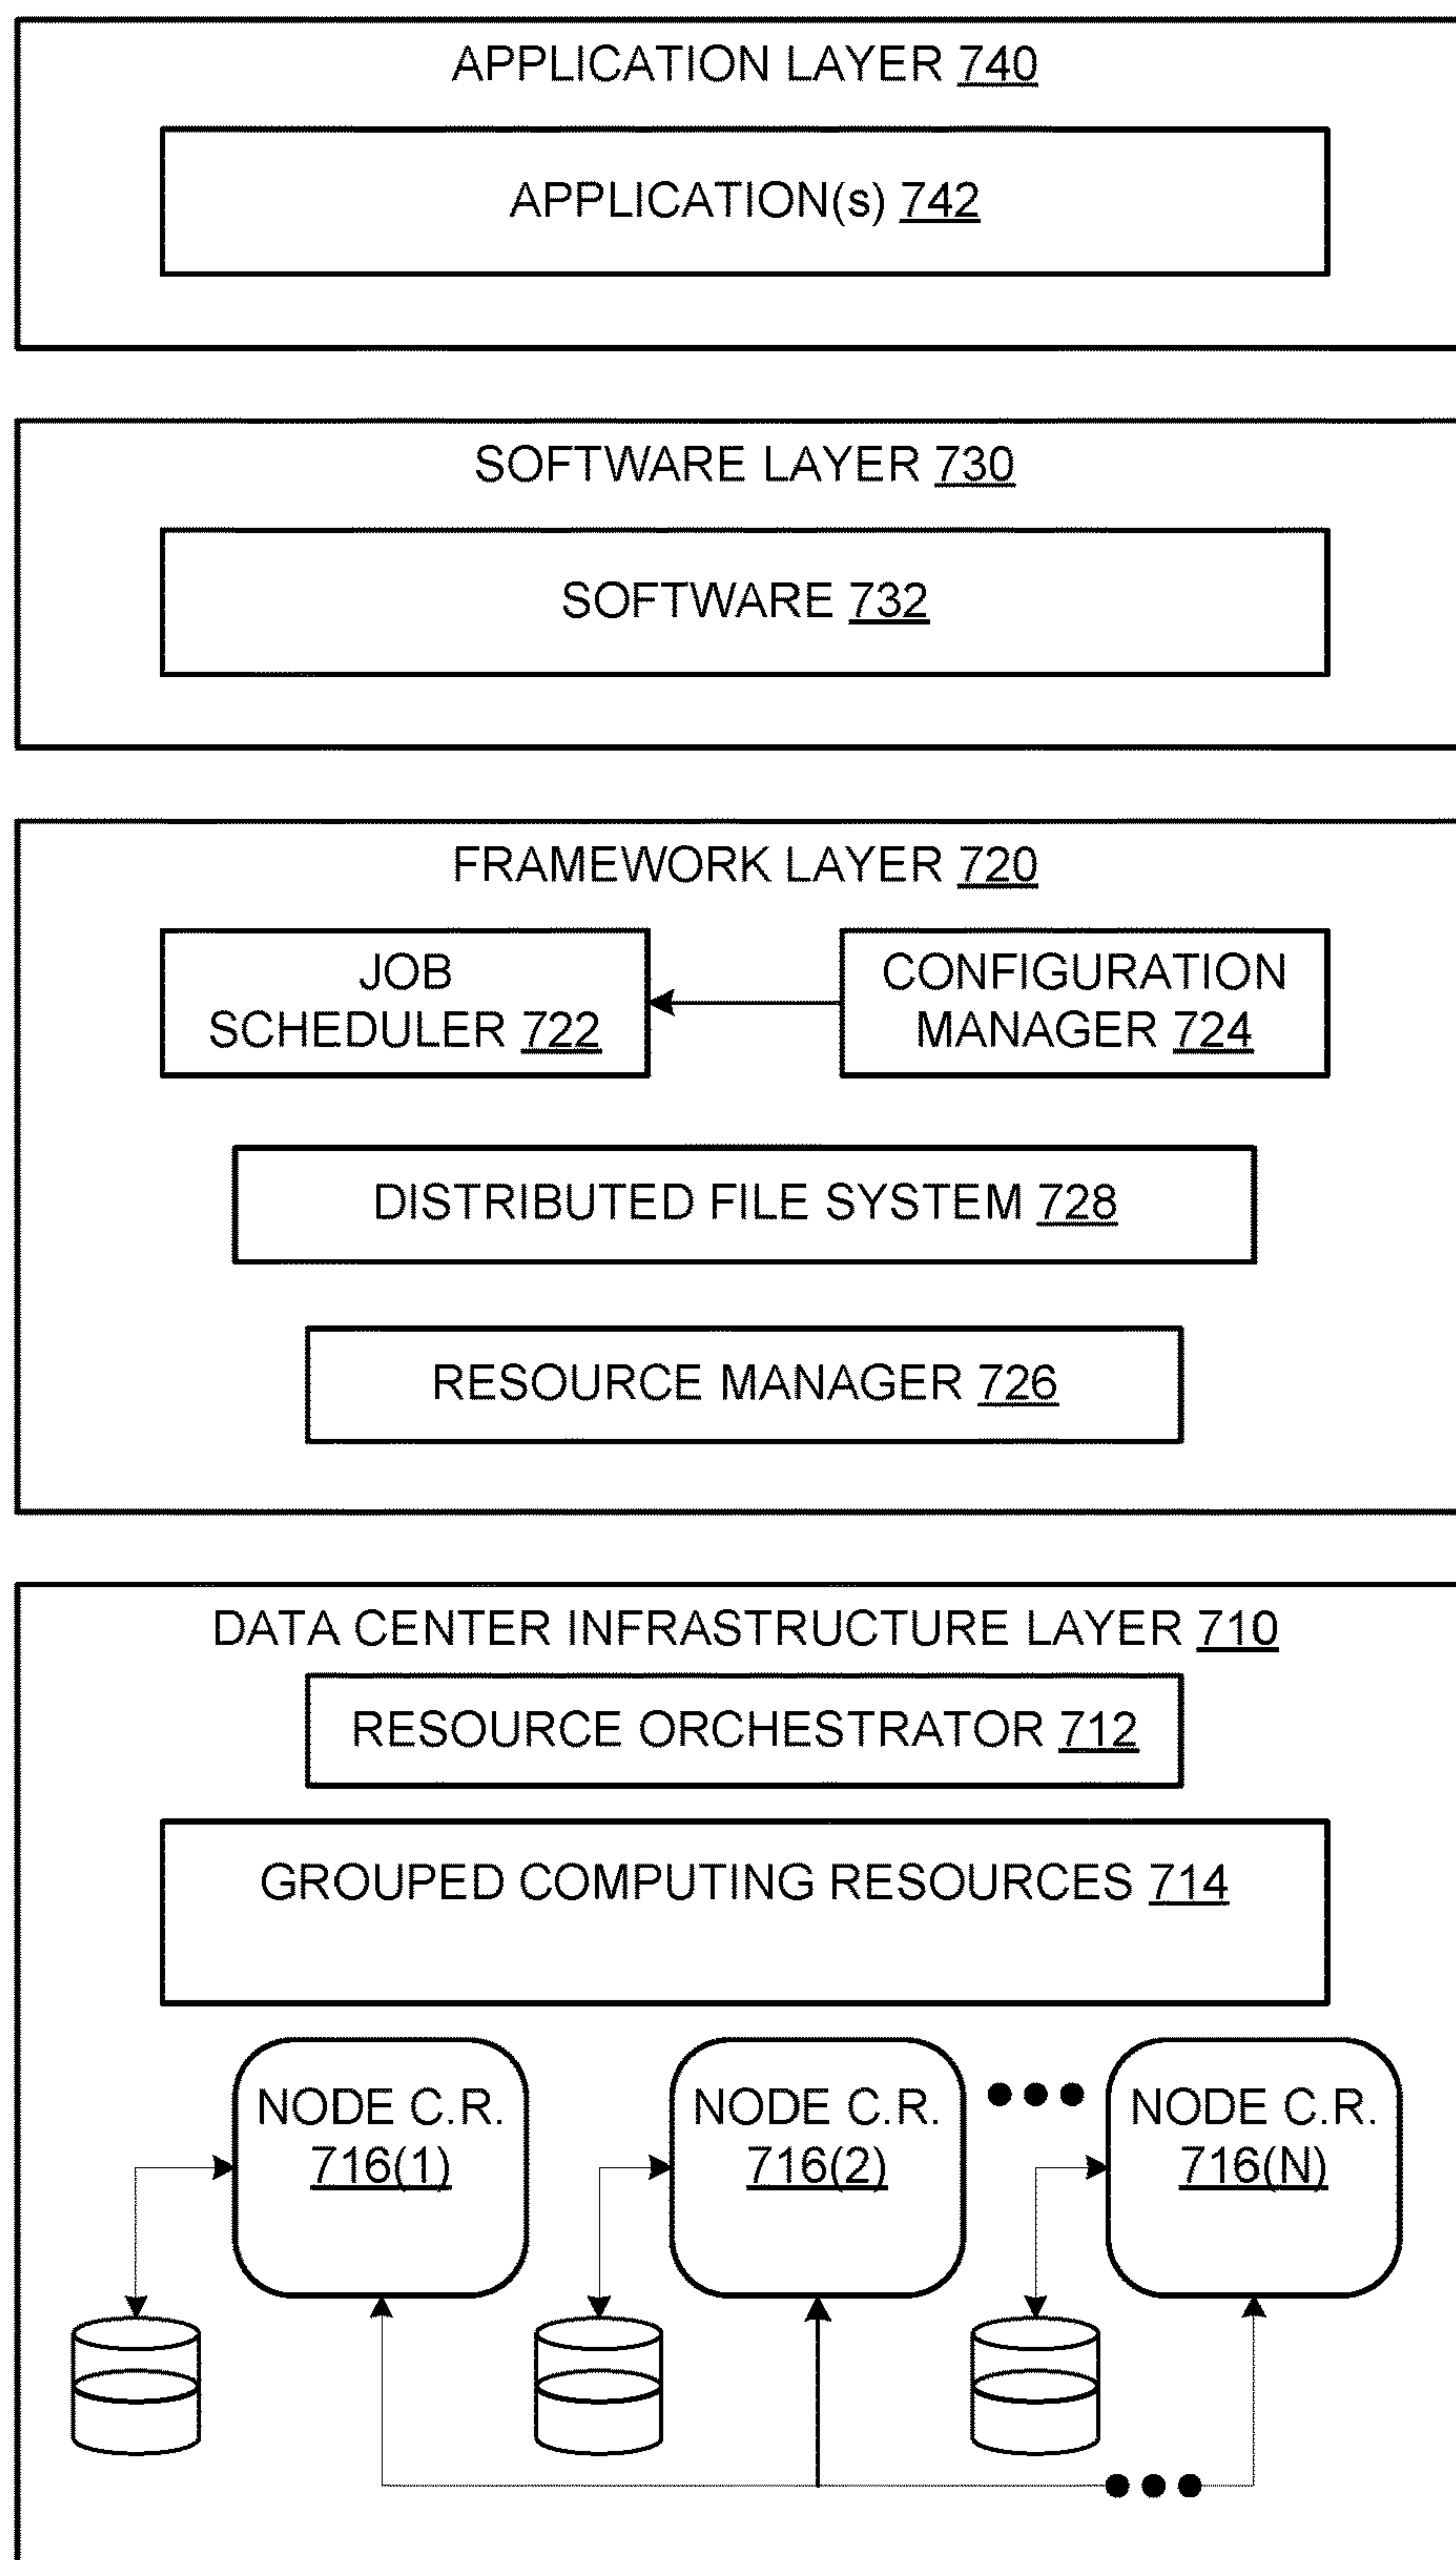 APPLICATION LAYER 740
APPLICATION(s) 742
SOFTWARE LAYER 730
SOFTWARE 732
FRAMEWORK LAYER 720
JOB
SCHEDULER 722
CONFIGURATION
MANAGER 724
DISTRIBUTED FILE SYSTEM 728
RESOURCE MANAGER 726
DATA CENTER INFRASTRUCTURE LAYER 710
RESOURCE ORCHESTRATOR 712
GROUPED COMPUTING RESOURCES 714
NODE C.R.
716(1)
NODE C.R.
716(2)
NODE C.R.
716(N)